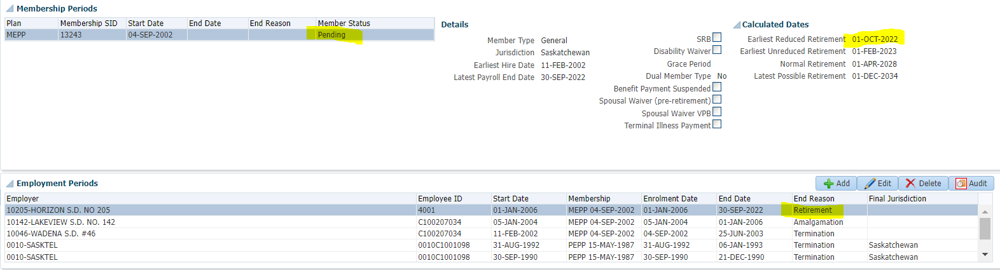 Membership Periods
Plan Membership SID Start Date End Date End Reason Member Status
MEPP 13243 04-SEP-2002 Pending
Details
Member Type General
Jurisdiction Saskatchewan
Earliest Hire Date 11-FEB-2002
Latest Payroll End Date 30-SEP-2022
SRB
Disability Waiver
Grace Period
Dual Member Type No
Benefit Payment Suspended
Spousal Waiver (pre-retirement)
Spousal Waiver VPB
Terminal Illness Payment
Calculated Dates
Earliest Reduced Retirement 01-OCT-2022
Earliest Unreduced Retirement 01-FEB-2023
Normal Retirement 01-APR-2028
Latest Possible Retirement 01-DEC-2034
Employment Periods
Add Edit Delete Audit
Employer Employee ID Start Date Membership Enrolment Date End Date End Reason Final Jurisdiction
10205-HORIZON S.D. NO 205 4001 01-JAN-2006 MEPP 04-SEP-2002 01-JAN-2006 30-SEP-2022 Retirement
10142-LAKEVIEW S.D. NO. 142 C100207034 05-JAN-2004 MEPP 04-SEP-2002 05-JAN-2004 01-JAN-2006 Amalgamation
10046-WADENA S.D. #46 C100207034 11-FEB-2002 MEPP 04-SEP-2002 04-SEP-2002 25-JUN-2003 Termination
0010-SASKTEL 0010C1001098 31-AUG-1992 PEPP 15-MAY-1987 31-AUG-1992 06-JAN-1993 Termination Saskatchewan
0010-SASKTEL 0010C1001098 30-SEP-1990 PEPP 15-MAY-1987 30-SEP-1990 21-DEC-1990 Termination Saskatchewan